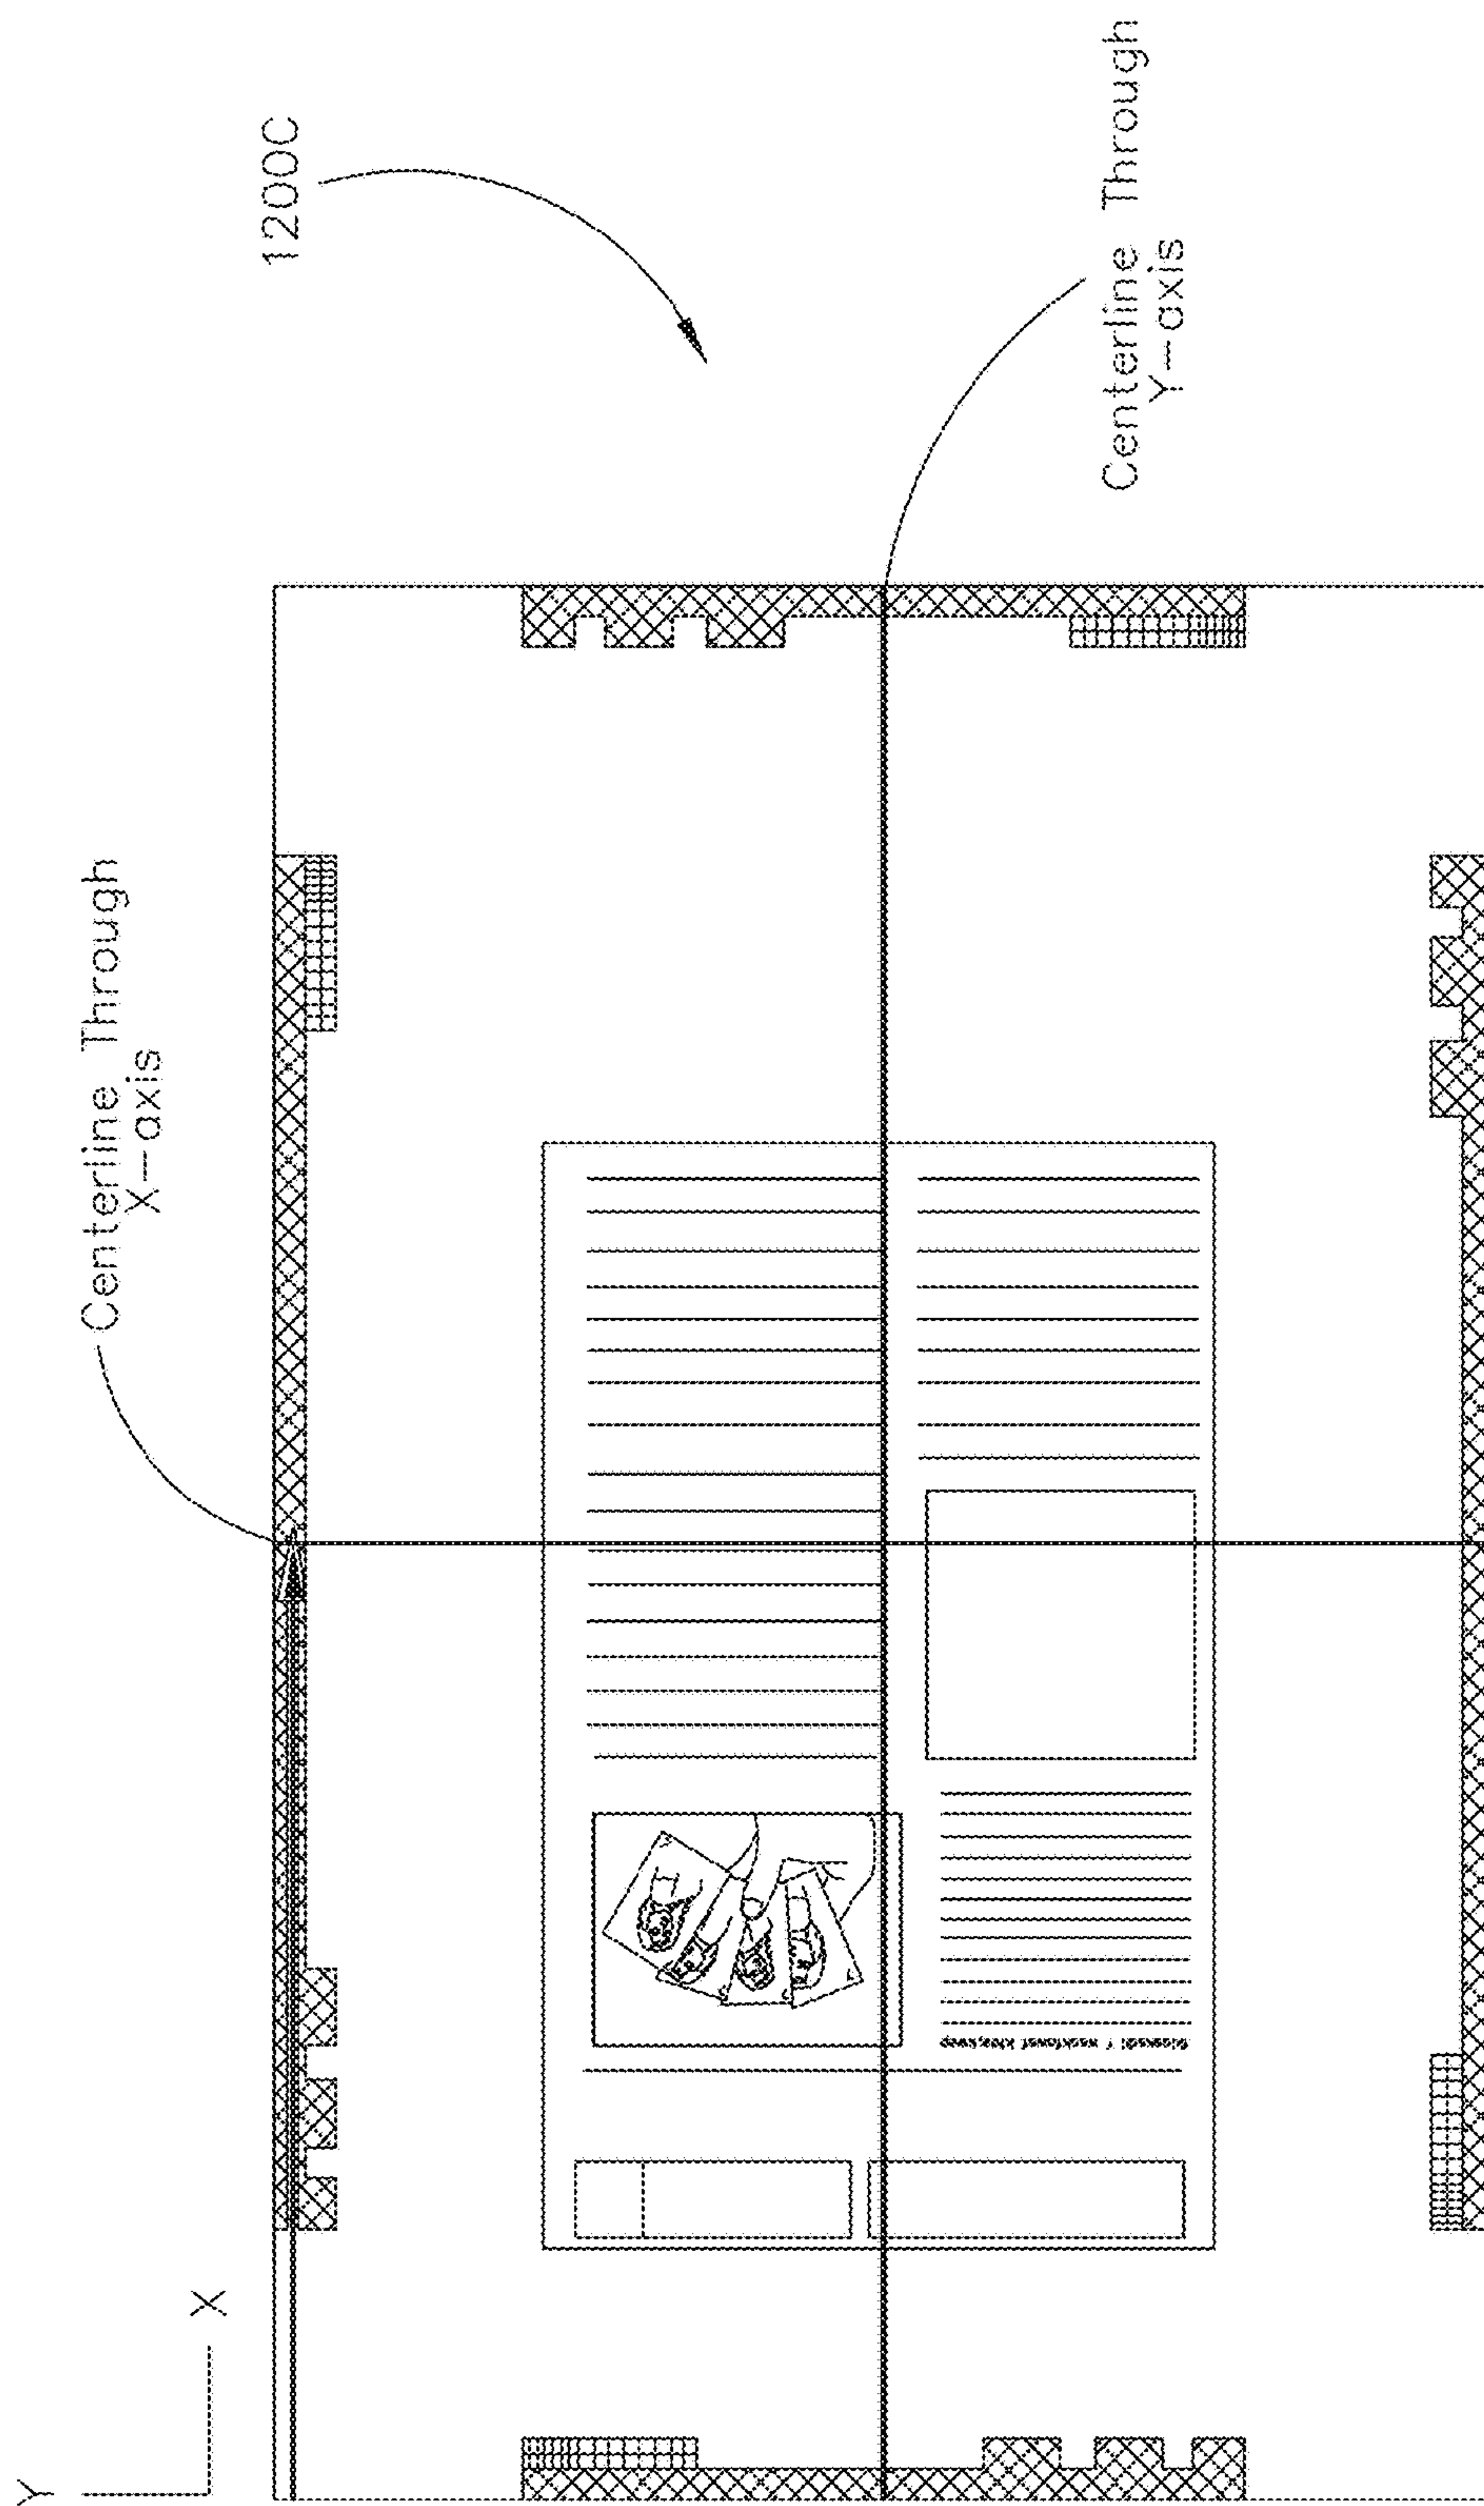 Centerline Through
X-axis
1200C
Centerline Through
Y-axis
Y
X